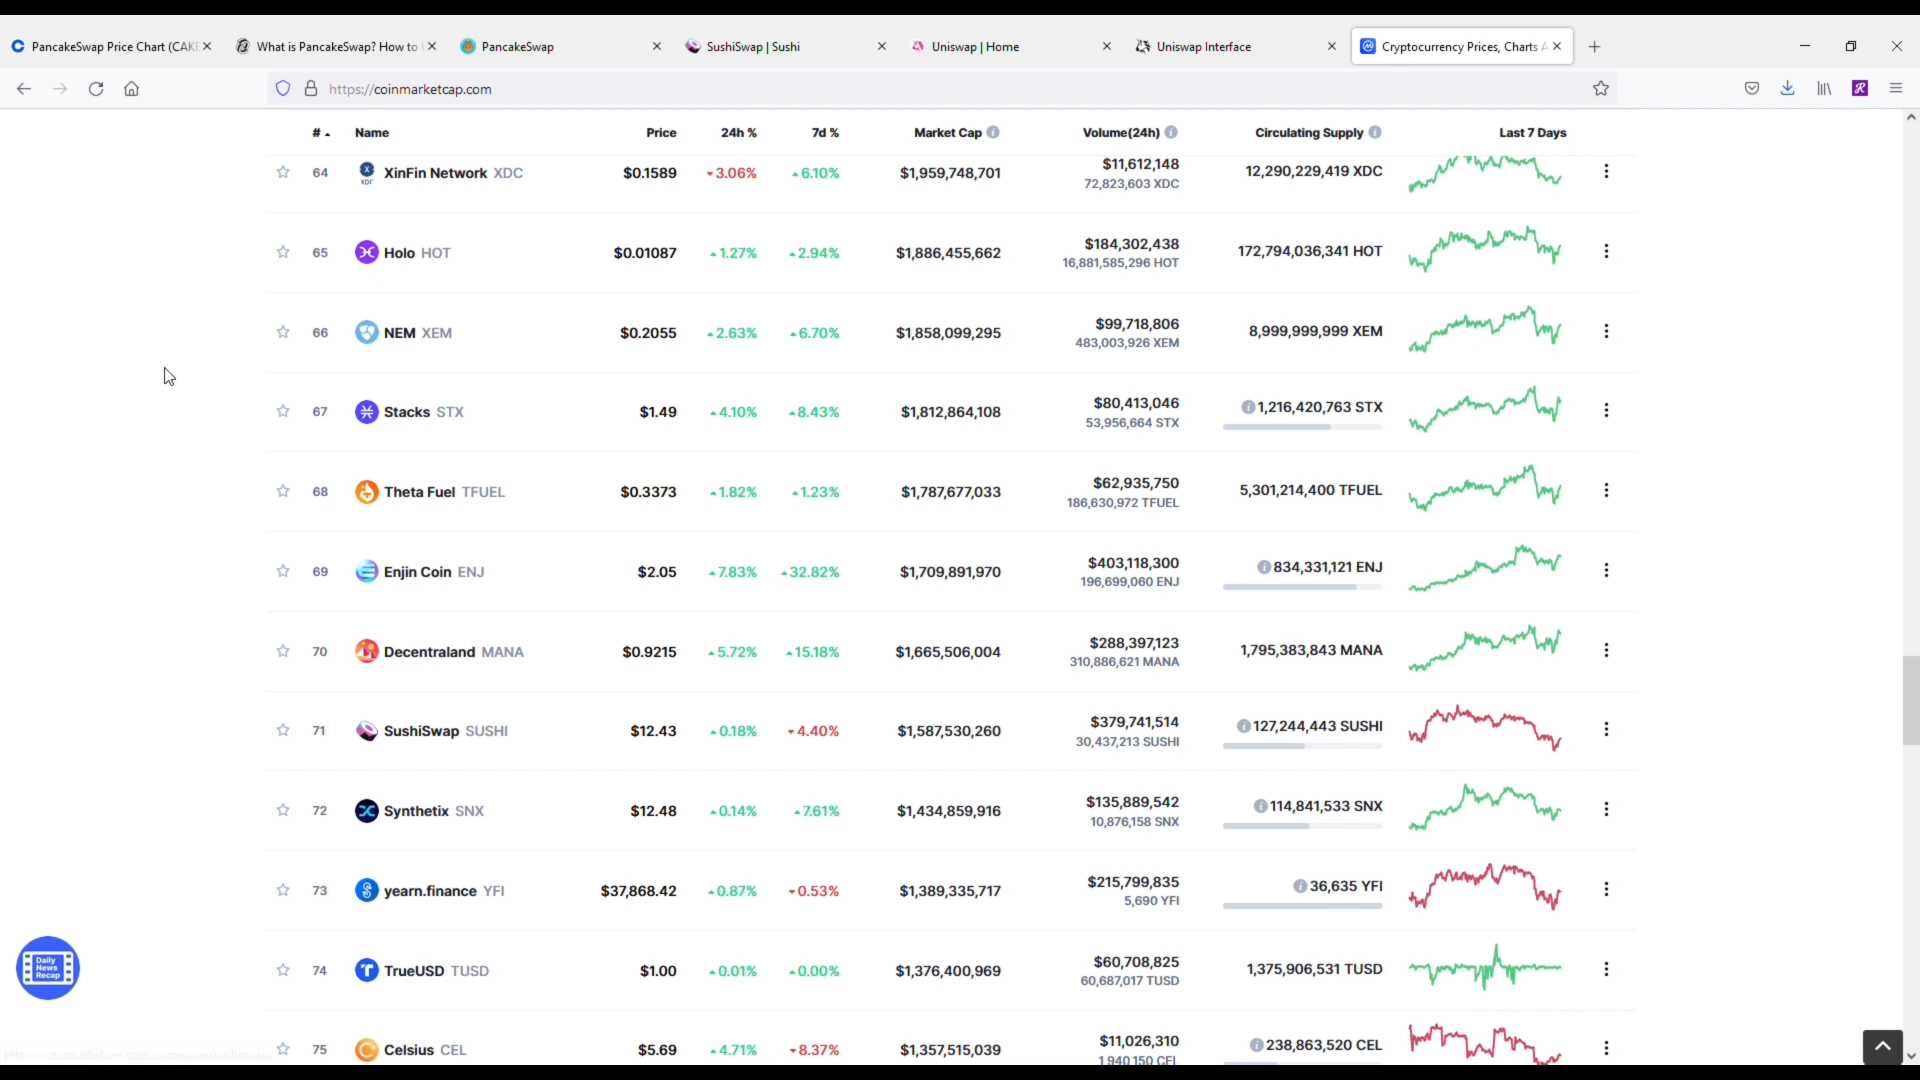 PancakeSwap Price Chart (CAKE
What is PancakeSwap? How to
PancakeSwap
SushiSwap | Sushi
Uniswap | Home
Uniswap Interface
Cryptocurrency Prices, Charts A
https://coinmarketcap.com
# Name Price 24h % 7d % Market Cap Volume(24h) Circulating Supply Last 7 Days
64 XDC XinFin Network XDC $0.1589 3.06% 6.10% $1,959,748,701 $11,612,148 12,290,229,419 XDC
72,823,603 XDC
65 Holo HOT $0.01087 1.27% 2.94% $1,886,455,662 $184,302,438 172,794,036,341 HOT
16,881,585,296 HOT
66 NEM XEM $0.2055 2.63% 6.70% $1,858,099,295 $99,718,806 8,999,999,999 XEM
483,003,926 XEM
67 Stacks STX $1.49 4.10% 8.43% $1,812,864,108 $80,413,046 1,216,420,763 STX
53,956,664 STX
68 Theta Fuel TFUEL $0.3373 1.82% 1.23% $1,787,677,033 $62,935,750 5,301,214,400 TFUEL
186,630,972 TFUEL
69 Enjin Coin ENJ $2.05 7.83% 32.82% $1,709,891,970 $403,118,300 834,331,121 ENJ
196,699,060 ENJ
70 Decentraland MANA $0.9215 5.72% 15.18% $1,665,506,004 $288,397,123 1,795,383,843 MANA
310,886,621 MANA
71 SushiSwap SUSHI $12.43 0.18% 4.40% $1,587,530,260 $379,741,514 127,244,443 SUSHI
30,437,213 SUSHI
72 Synthetix SNX $12.48 0.14% 7.61% $1,434,859,916 $135,889,542 114,841,533 SNX
10,876,158 SNX
73 yearn.finance YFI $37,868.42 0.87% 0.53% $1,389,335,717 $215,799,835 36,635 YFI
5,690 YFI
74 TrueUSD TUSD $1.00 0.01% 0.00% $1,376,400,969 $60,708,825 1,375,906,531 TUSD
60,687,017 TUSD
75 Celsius CEL $5.69 4.71% 8.37% $1,357,515,039 $11,026,310 238,863,520 CEL
1,940,150 CEL
Daily
News
Recap